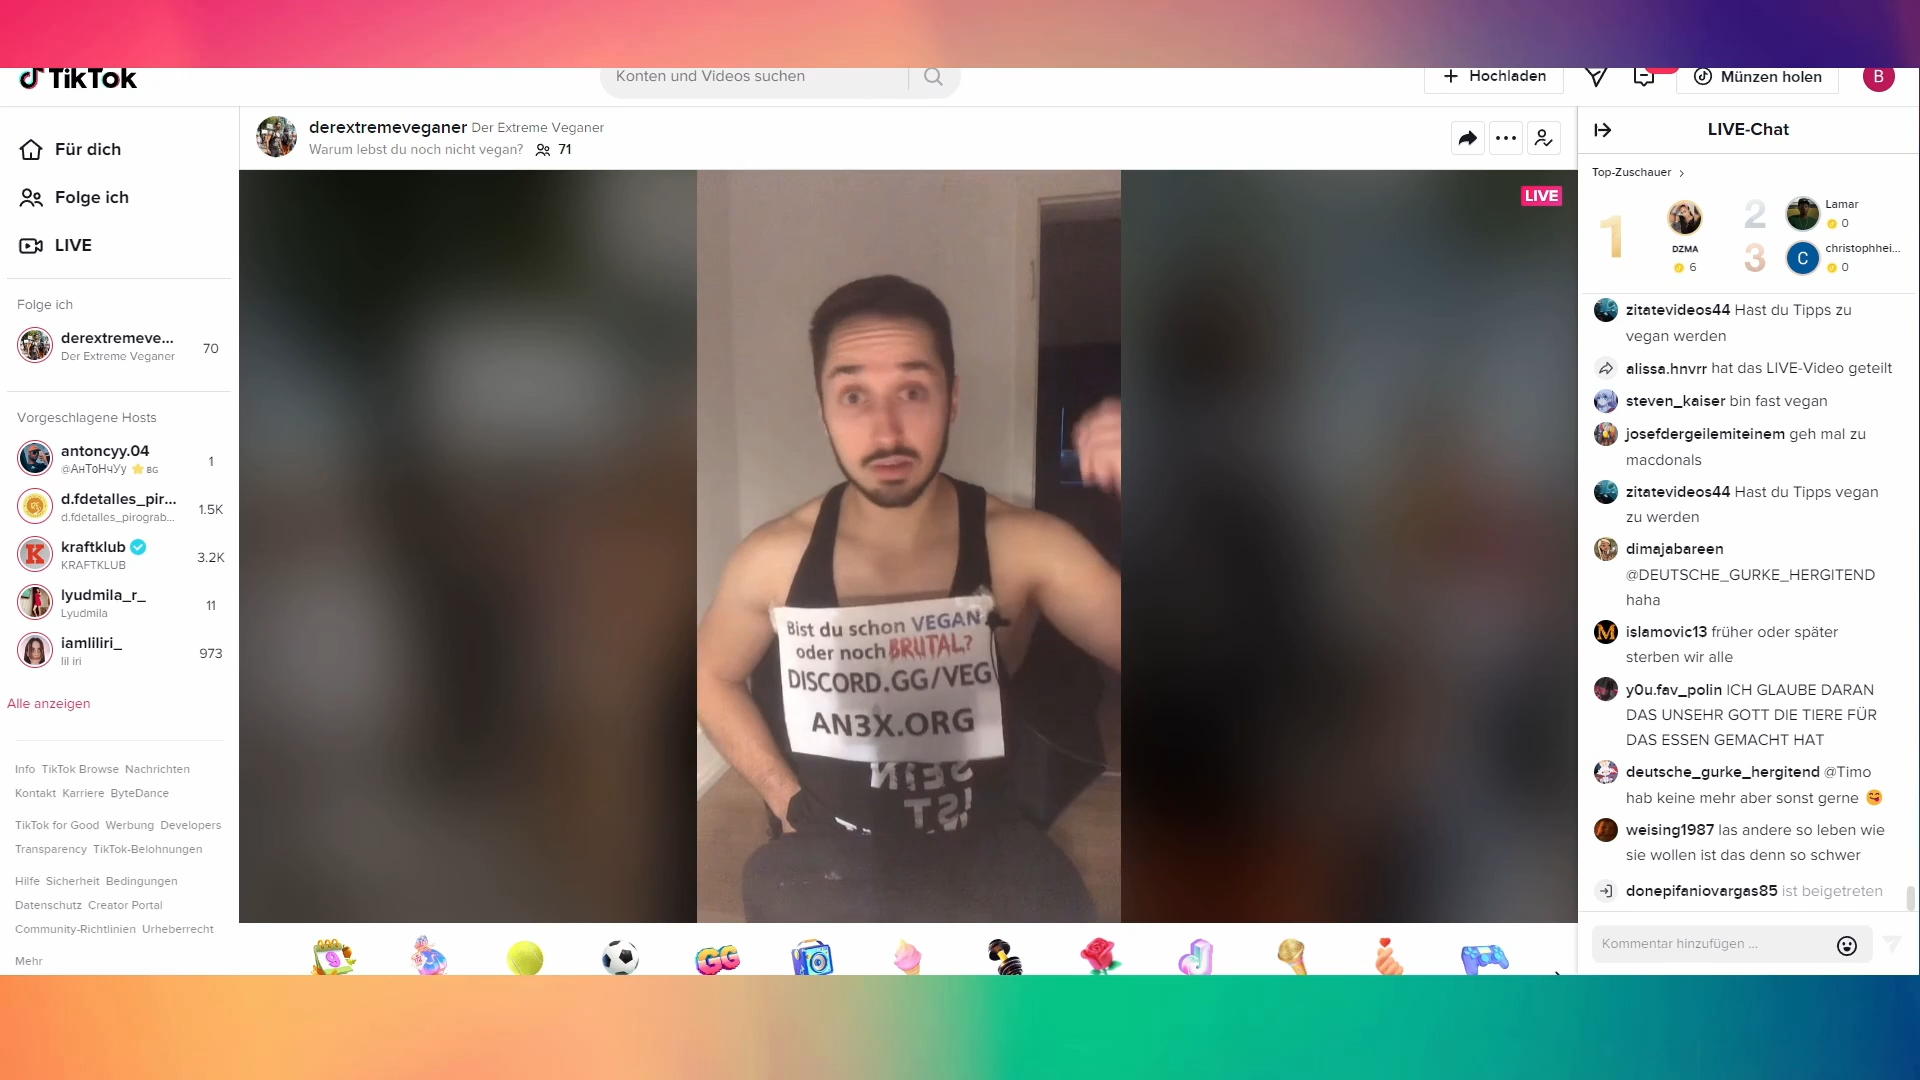 TikTok
Konten und Videos suchen
Hochladen
Münzen holen
B
Für dich
Folge ich
LIVE
Folge ich
derextremeve...
Der Extreme Veganer
70
Vorgeschlagene Hosts
antoncyy.04
@АнТоНчУу ⭐ BG
1
d.fdetalles_pir...
d.fdetalles_pirograb...
1.5K
kraftklub
KRAFTKLUB
3.2K
lyudmila_r_
Lyudmila
11
iamliliri_
lil iri
973
Alle anzeigen
Info TikTok Browse Nachrichten
Kontakt Karriere ByteDance
TikTok for Good Werbung Developers
Transparency TikTok-Belohnungen
Hilfe Sicherheit Bedingungen
Datenschutz Creator Portal
Community-Richtlinien Urheberrecht
Mehr
derextremeveganer Der Extreme Veganer
Warum lebst du noch nicht vegan? 71
LIVE
Bist du schon VEGAN
oder noch BRUTAL?
DISCORD.GG/VEG
AN3X.ORG
SEIN
IST
9
GG
LIVE-Chat
Top-Zuschauer
1
DZMA
6
2
Lamar
0
3
C
christophhei...
0
zitatevideos44 Hast du Tipps zu
vegan werden
alissa.hnvrr hat das LIVE-Video geteilt
steven_kaiser bin fast vegan
josefdergeilemiteinem geh mal zu
macdonals
zitatevideos44 Hast du Tipps vegan
zu werden
dimajabareen
@DEUTSCHE_GURKE_HERGITEND
haha
islamovic13 früher oder später
sterben wir alle
y0u.fav_polin ICH GLAUBE DARAN
DAS UNSEHR GOTT DIE TIERE FÜR
DAS ESSEN GEMACHT HAT
deutsche_gurke_hergitend @Timo
hab keine mehr aber sonst gerne 😜
weising1987 las andere so leben wie
sie wollen ist das denn so schwer
donepifaniovargas85 ist beigetreten
Kommentar hinzufügen ...